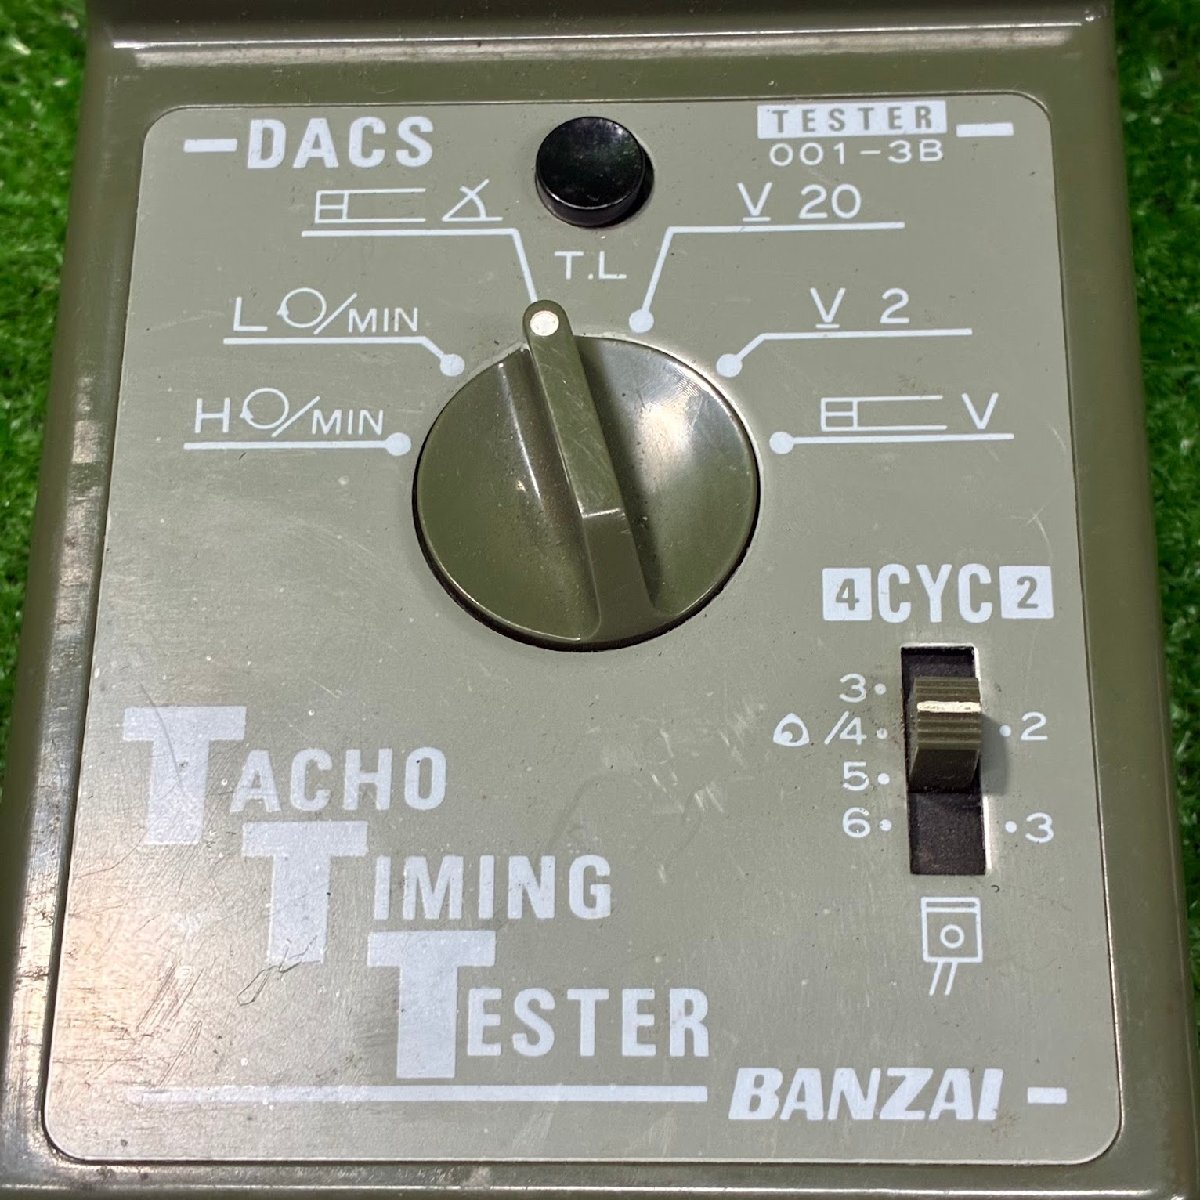 DACS
TESTER
001-3B
V 20
T.L.
L /MIN
V 2
H /MIN
V
4 CYC 2
3
/4 2
5
6 3
TACHO
TIMING
TESTER
BANZAI